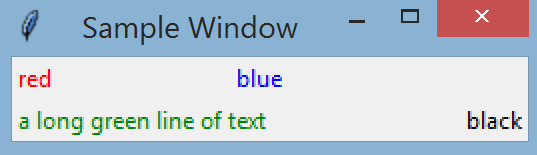 Sample Window
red blue
a long green line of text black